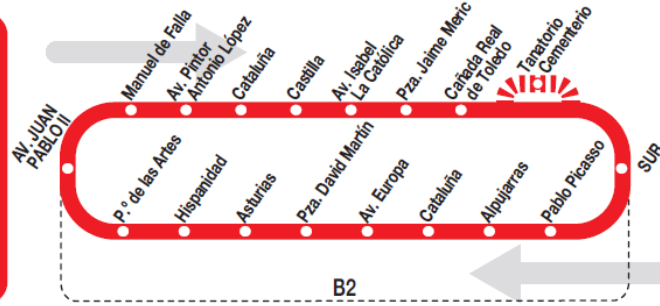 Manuel de Falla
Av. Pintor
Antonio López
Cataluña
Castilla
Av. Isabel
La Católica
Pza. Jaime Meric
Cañada Real
de Toledo
Tanatorio
Cementerio
AV. JUAN
PABLO II
SUR
P.º de las Artes
Hispanidad
Asturias
Pza. David Martín
Av. Europa
Cataluña
Alpujarras
Pablo Picasso
B2